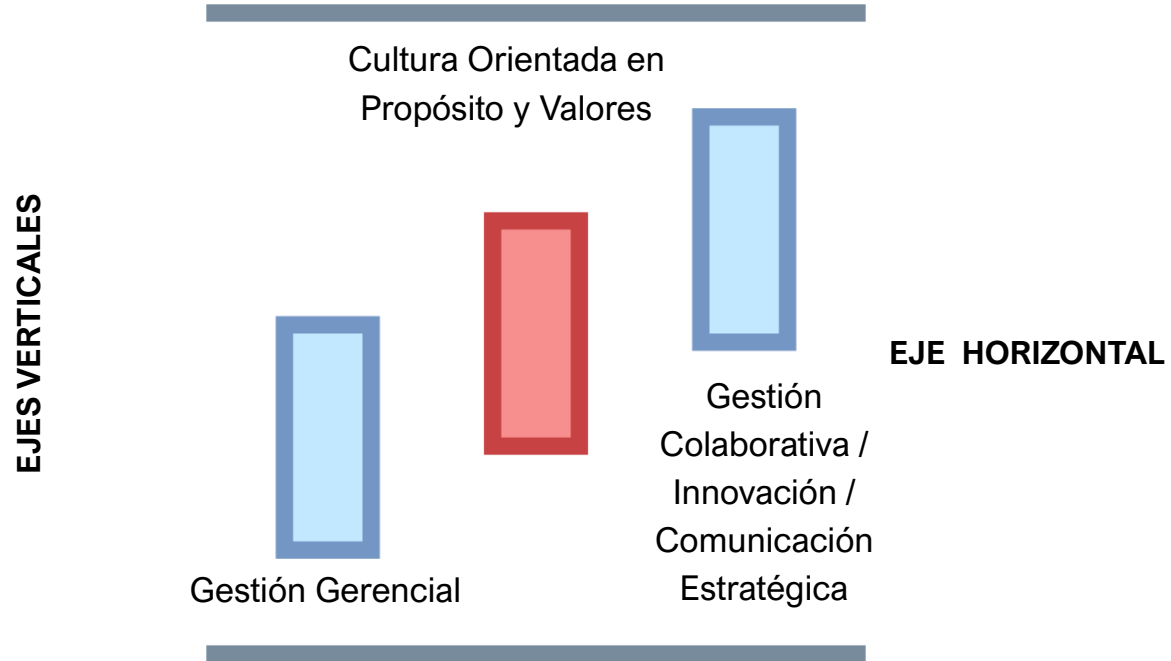 Cultura Orientada en
Propósito y Valores
EJES VERTICALES
EJE  HORIZONTAL
Gestión
Colaborativa /
Innovación /
Comunicación
Estratégica
Gestión Gerencial